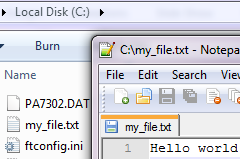 Local Disk (C:)
Burn
Name
PA7302.DAT
my_file.txt
ftconfig.ini
C:\my_file.txt - Notepa
File Edit Search
my_file.txt
1 Hello world